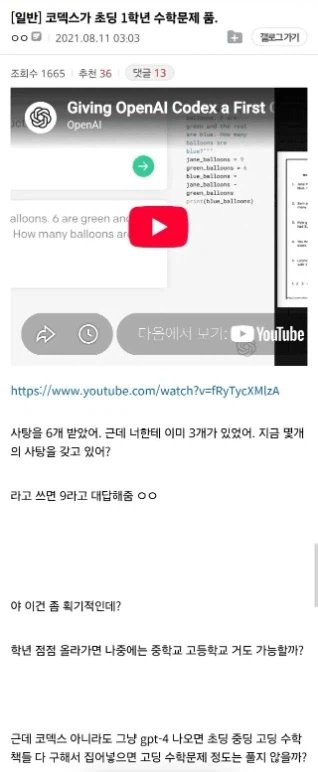 [일반] 코덱스가 초딩 1학년 수학문제 품.
ㅇㅇ 2021.08.11 03:03
갤로그 가기
조회수 1665 추천 36 댓글 13
Giving OpenAI Codex a First G
OpenAI
green and the rest
are blue. How many
balloons are
blue?"""
jane_balloons = 9
green_balloons = 6
blue_balloons =
jane_balloons -
green_balloons
print(blue_balloons)
alloons. 6 are green and
How many balloons are
다음에서 보기: YouTube
https://www.youtube.com/watch?v=fRyTycXMlzA
사탕을 6개 받았어. 근데 너한테 이미 3개가 있었어. 지금 몇개
의 사탕을 갖고 있어?
라고 쓰면 9라고 대답해줌 ㅇㅇ
야 이건 좀 획기적인데?
학년 점점 올라가면 나중에는 중학교 고등학교 거도 가능할까?
근데 코덱스 아니라도 그냥 gpt-4 나오면 초딩 중딩 고딩 수학
책들 다 구해서 집어넣으면 고딩 수학문제 정도는 풀지 않을까?